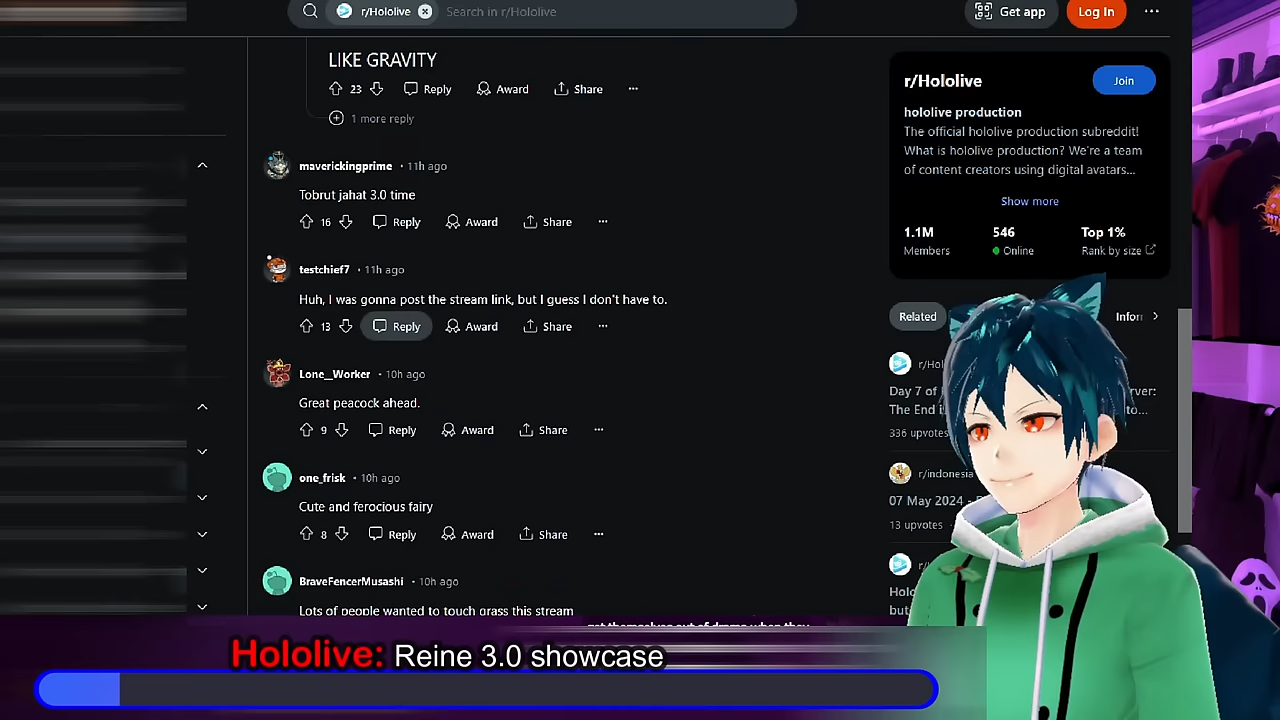 r/Hololive
Search in r/Hololive
Get app
Log In
LIKE GRAVITY
23
Reply
Award
Share
1 more reply
maverickingprime • 11h ago
Tobrut jahat 3.0 time
16
Reply
Award
Share
testchief7 • 11h ago
Huh, I was gonna post the stream link, but I guess I don't have to.
13
Reply
Award
Share
Lone__Worker • 10h ago
Great peacock ahead.
9
Reply
Award
Share
one_frisk • 10h ago
Cute and ferocious fairy
8
Reply
Award
Share
BraveFencerMusashi • 10h ago
Lots of people wanted to touch grass this stream
r/Hololive
Join
hololive production
The official hololive production subreddit!
What is hololive production? We're a team
of content creators using digital avatars...
Show more
1.1M
Members
546
Online
Top 1%
Rank by size
Related
r/Hol
Day 7 of
The End i
336 upvotes
r/indonesia
07 May 2024 -
13 upvotes
r/
Holo
but
Hololive: Reine 3.0 showcase